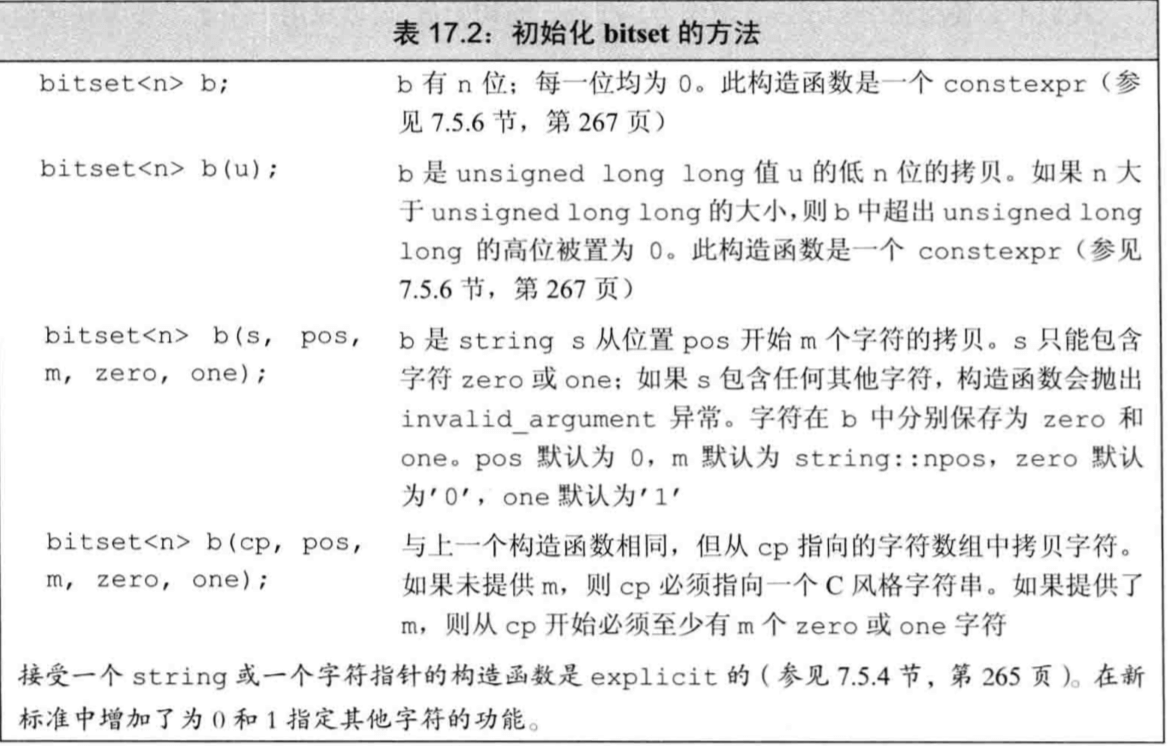 表 17.2：初始化 bitset 的方法
bitset<n> b;
b 有 n 位；每一位均为 0。此构造函数是一个 constexpr（参
见 7.5.6 节，第 267 页）
bitset<n> b(u);
b 是 unsigned long long 值 u 的低 n 位的拷贝。如果 n 大
于 unsigned long long 的大小，则 b 中超出 unsigned long
long 的高位被置为 0。此构造函数是一个 constexpr（参见
7.5.6 节，第 267 页）
bitset<n> b(s, pos,
m, zero, one);
b 是 string s 从位置 pos 开始 m 个字符的拷贝。s 只能包含
字符 zero 或 one；如果 s 包含任何其他字符，构造函数会抛出
invalid_argument 异常。字符在 b 中分别保存为 zero 和
one。pos 默认为 0，m 默认为 string::npos，zero 默认
为'0'，one 默认为'1'
bitset<n> b(cp, pos,
m, zero, one);
与上一个构造函数相同，但从 cp 指向的字符数组中拷贝字符。
如果未提供 m，则 cp 必须指向一个 C 风格字符串。如果提供了
m，则从 cp 开始必须至少有 m 个 zero 或 one 字符
接受一个 string 或一个字符指针的构造函数是 explicit 的（参见 7.5.4 节，第 265 页）。在新
标准中增加了为 0 和 1 指定其他字符的功能。